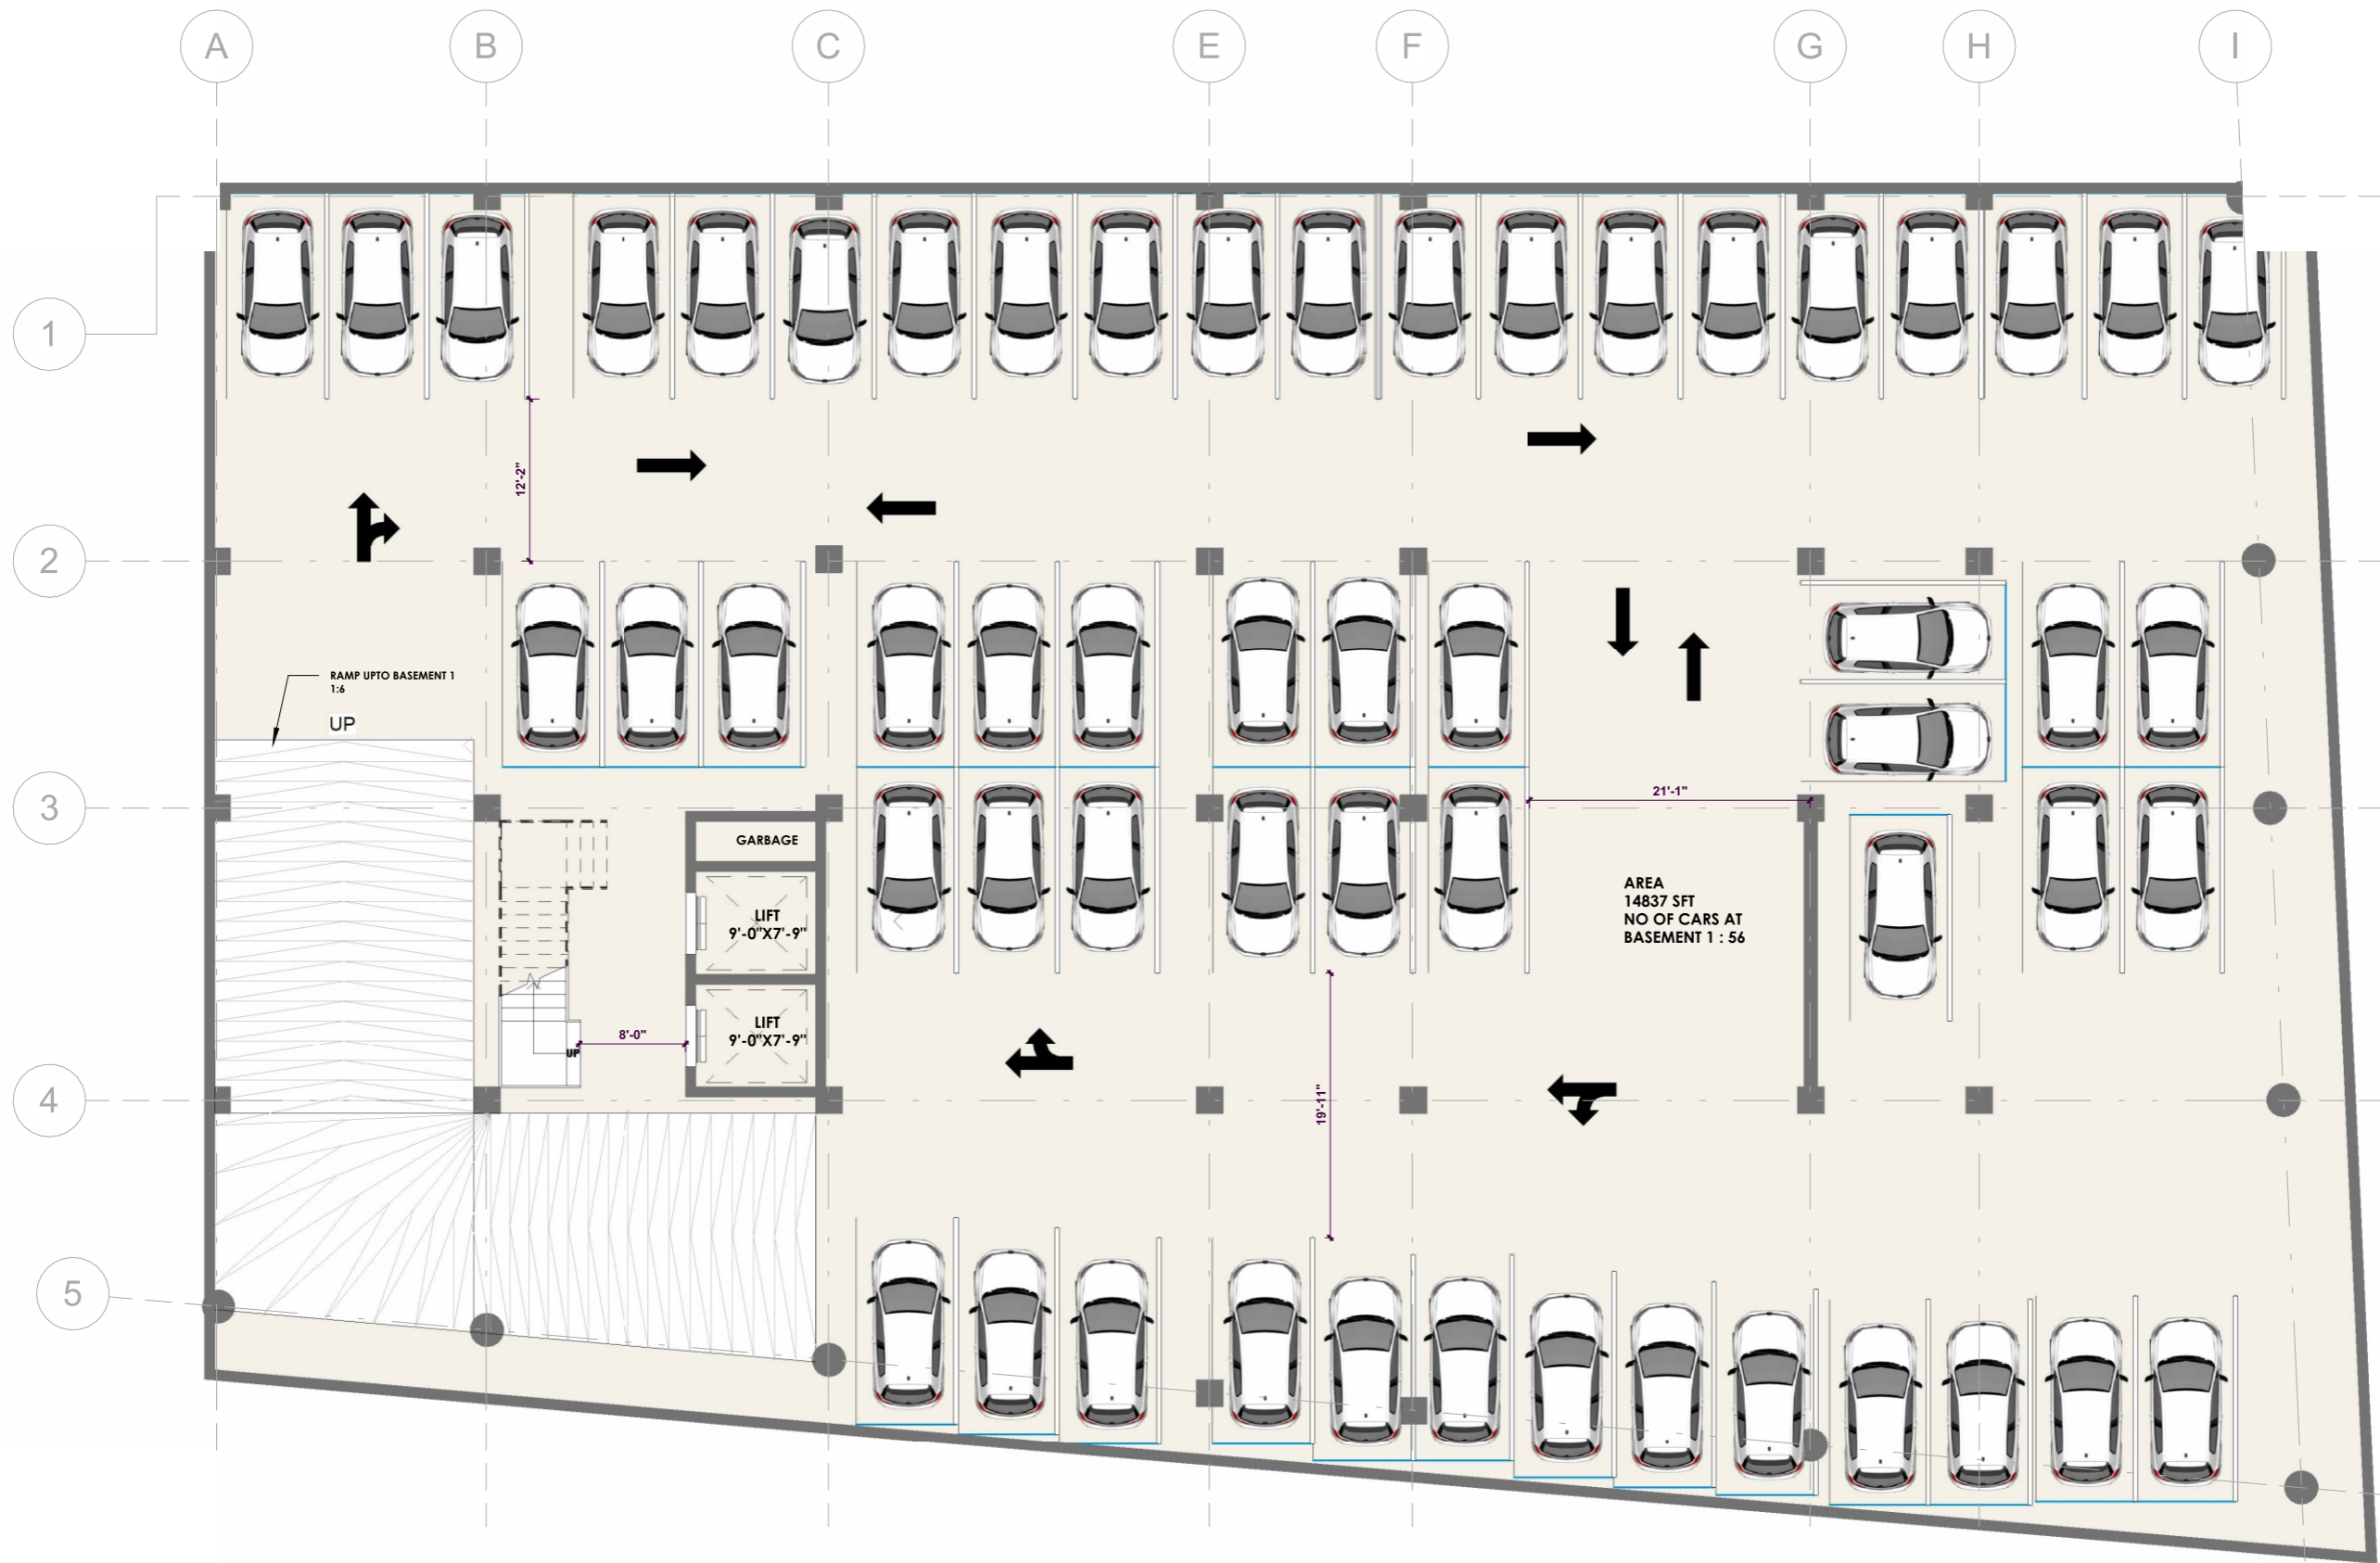 A
B
C
E
F
G
H
I
1
12'-2"
2
RAMP UPTO BASEMENT 1
1:6
UP
3
21'-1"
GARBAGE
AREA
14837 SFT
NO OF CARS AT
BASEMENT 1 : 56
LIFT
9'-0"X7'-9"
LIFT
9'-0"X7'-9"
8'-0"
UP
4
19'-11"
5